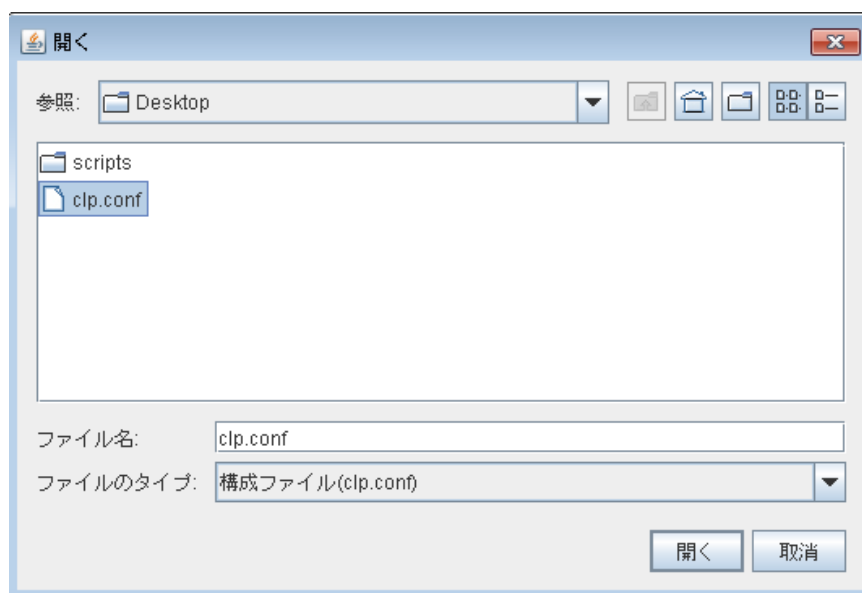 開く
参照: Desktop
scripts
clp.conf
ファイル名: clp.conf
ファイルのタイプ: 構成ファイル(clp.conf)
開く 取消